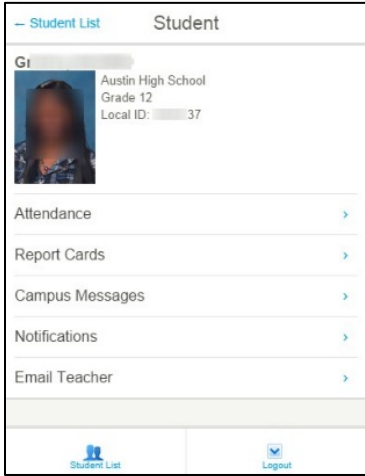 ← Student List
Student
Austin High School
Grade 12
Local ID: 37
Attendance
Report Cards
Campus Messages
Notifications
Email Teacher
Student List
Logout